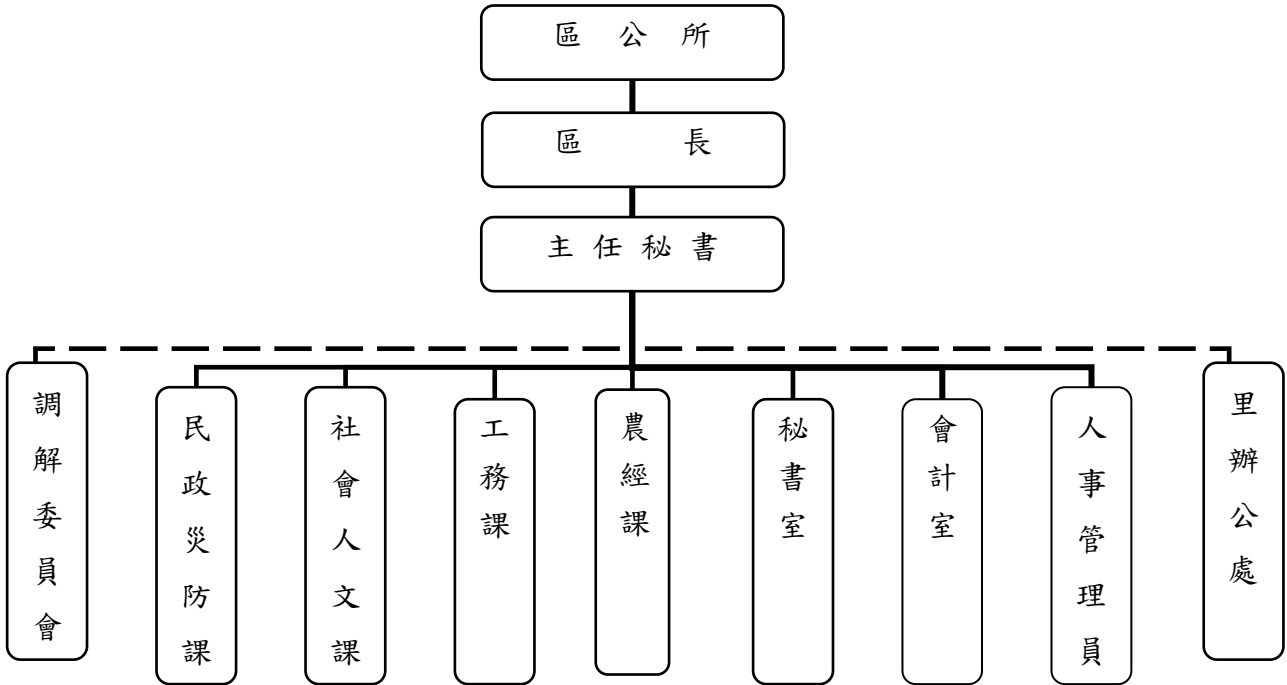 區公所
區長
主任秘書
調解委員會
民政災防課
社會人文課
工務課
農經課
秘書室
會計室
人事管理員
里辦公處